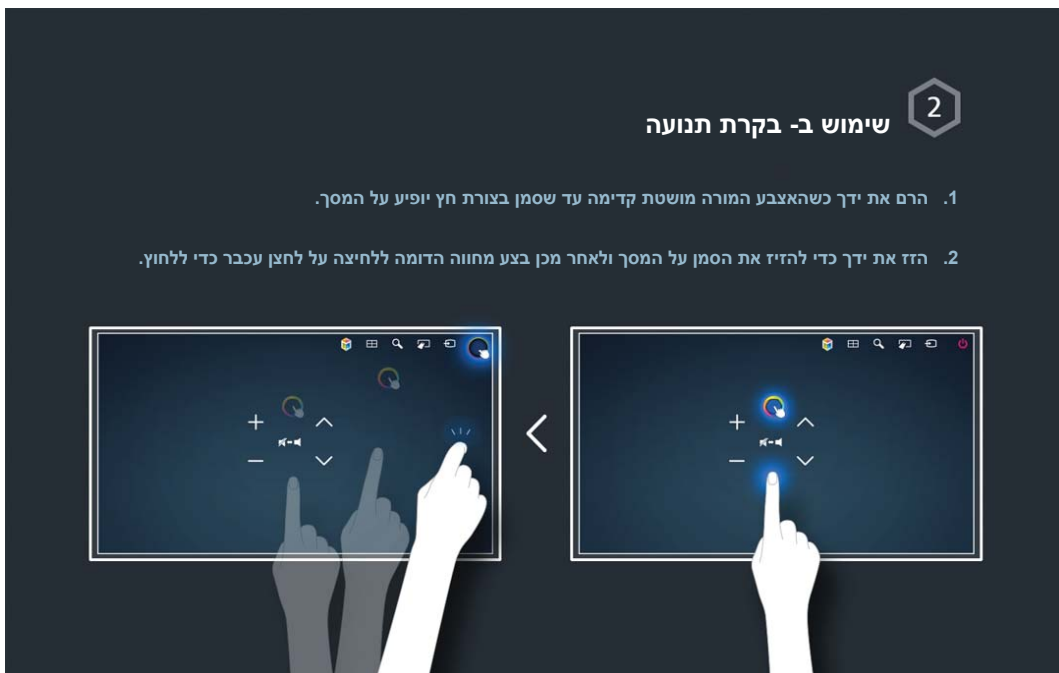 2
שימוש ב- בקרת תנועה
1. הרם את ידך כשהאצבע המורה מושטת קדימה עד שסמן בצורת חץ יופיע על המסך.
2. הזז את ידך כדי להזיז את הסמן על המסך ולאחר מכן בצע מחווה הדומה ללחיצה על לחצן עכבר כדי ללחוץ.